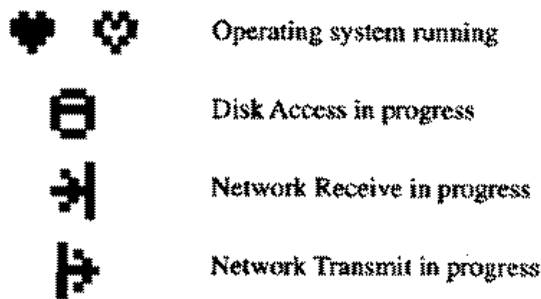 Operating system running
Disk Access in progress
Network Receive in progress
Network Transmit in progress